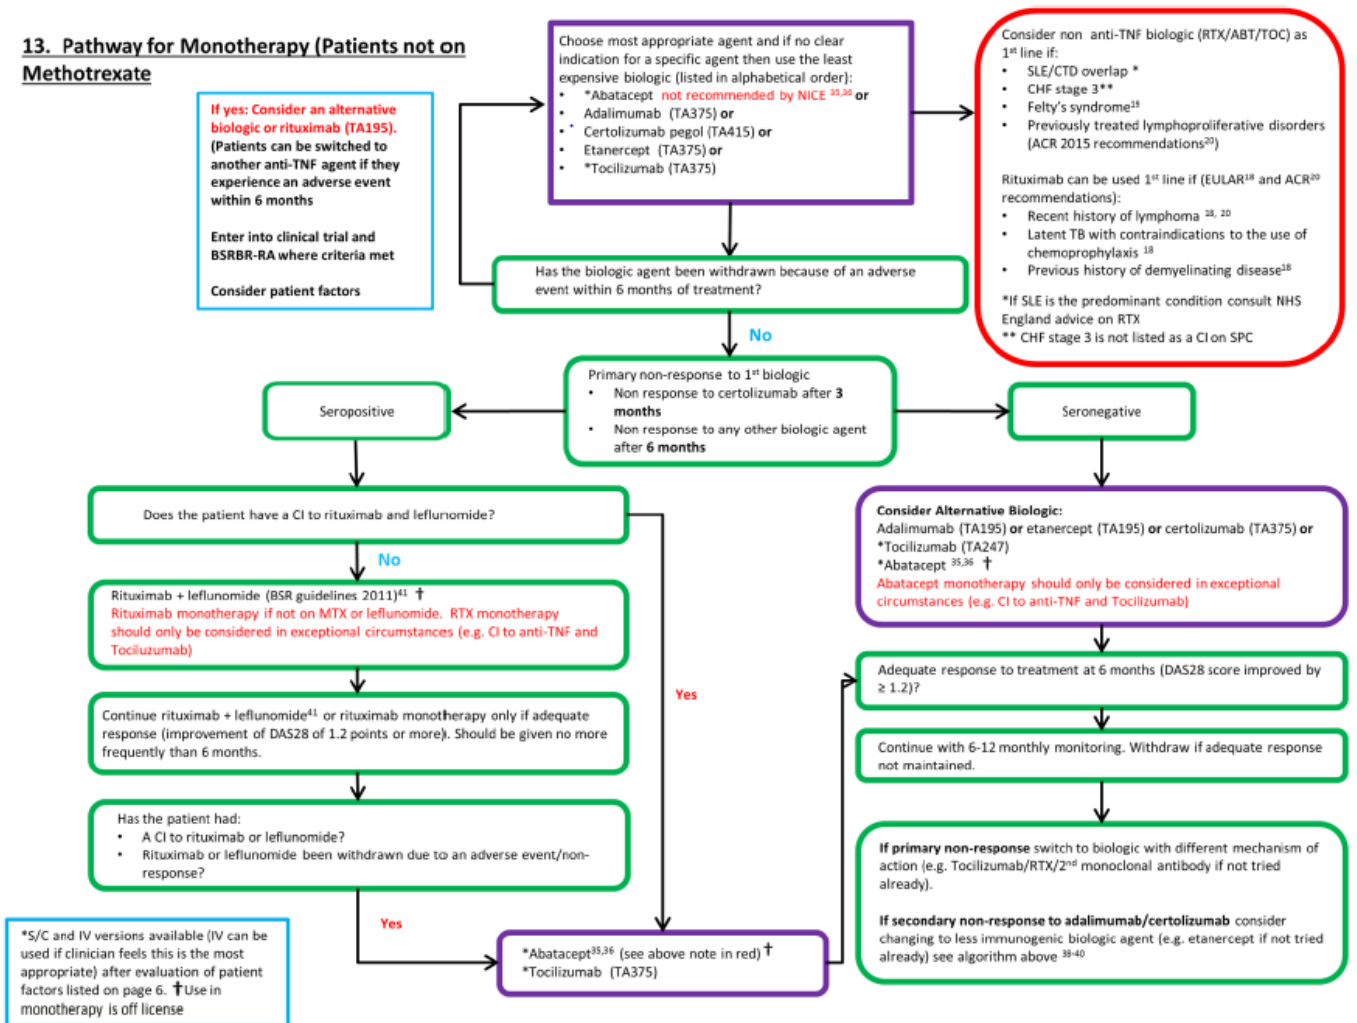 13. Pathway for Monotherapy (Patients not on
Methotrexate
If yes: Consider an alternative
biologic or rituximab (TA195).
(Patients can be switched to
another anti-TNF agent if they
experience an adverse event
within 6 months
Enter into clinical trial and
BSRBR-RA where criteria met
Consider patient factors
Choose most appropriate agent and if no clear
indication for a specific agent then use the least
expensive biologic (listed in alphabetical order):
• *Abatacept not recommended by NICE 35,36 or
• Adalimumab (TA375) or
• Certolizumab pegol (TA415) or
• Etanercept (TA375) or
• *Tocilizumab (TA375)
Consider non anti-TNF biologic (RTX/ABT/TOC) as
1st line if:
• SLE/CTD overlap *
• CHF stage 3**
• Felty's syndrome19
• Previously treated lymphoproliferative disorders
(ACR 2015 recommendations20)
Rituximab can be used 1st line if (EULAR18 and ACR20
recommendations):
• Recent history of lymphoma 18, 20
• Latent TB with contraindications to the use of
chemoprophylaxis 18
• Previous history of demyelinating disease18
*If SLE is the predominant condition consult NHS
England advice on RTX
** CHF stage 3 is not listed as a CI on SPC
Has the biologic agent been withdrawn because of an adverse
event within 6 months of treatment?
No
Primary non-response to 1st biologic
• Non response to certolizumab after 3
months
• Non response to any other biologic agent
after 6 months
Seropositive
Seronegative
Does the patient have a CI to rituximab and leflunomide?
No
Rituximab + leflunomide (BSR guidelines 2011)41 †
Rituximab monotherapy if not on MTX or leflunomide. RTX monotherapy
should only be considered in exceptional circumstances (e.g. CI to anti-TNF and
Tociluzumab)
Continue rituximab + leflunomide41 or rituximab monotherapy only if adequate
response (improvement of DAS28 of 1.2 points or more). Should be given no more
frequently than 6 months.
Has the patient had:
• A CI to rituximab or leflunomide?
• Rituximab or leflunomide been withdrawn due to an adverse event/non-
response?
Yes
Yes
*Abatacept35,36 (see above note in red) †
*Tocilizumab (TA375)
Consider Alternative Biologic:
Adalimumab (TA195) or etanercept (TA195) or certolizumab (TA375) or
*Tocilizumab (TA247)
*Abatacept 35,36 †
Abatacept monotherapy should only be considered in exceptional
circumstances (e.g. CI to anti-TNF and Tocilizumab)
Adequate response to treatment at 6 months (DAS28 score improved by
≥ 1.2)?
Continue with 6-12 monthly monitoring. Withdraw if adequate response
not maintained.
If primary non-response switch to biologic with different mechanism of
action (e.g. Tocilizumab/RTX/2nd monoclonal antibody if not tried
already).
If secondary non-response to adalimumab/certolizumab consider
changing to less immunogenic biologic agent (e.g. etanercept if not tried
already) see algorithm above 38-40
*S/C and IV versions available (IV can be
used if clinician feels this is the most
appropriate) after evaluation of patient
factors listed on page 6. †Use in
monotherapy is off license